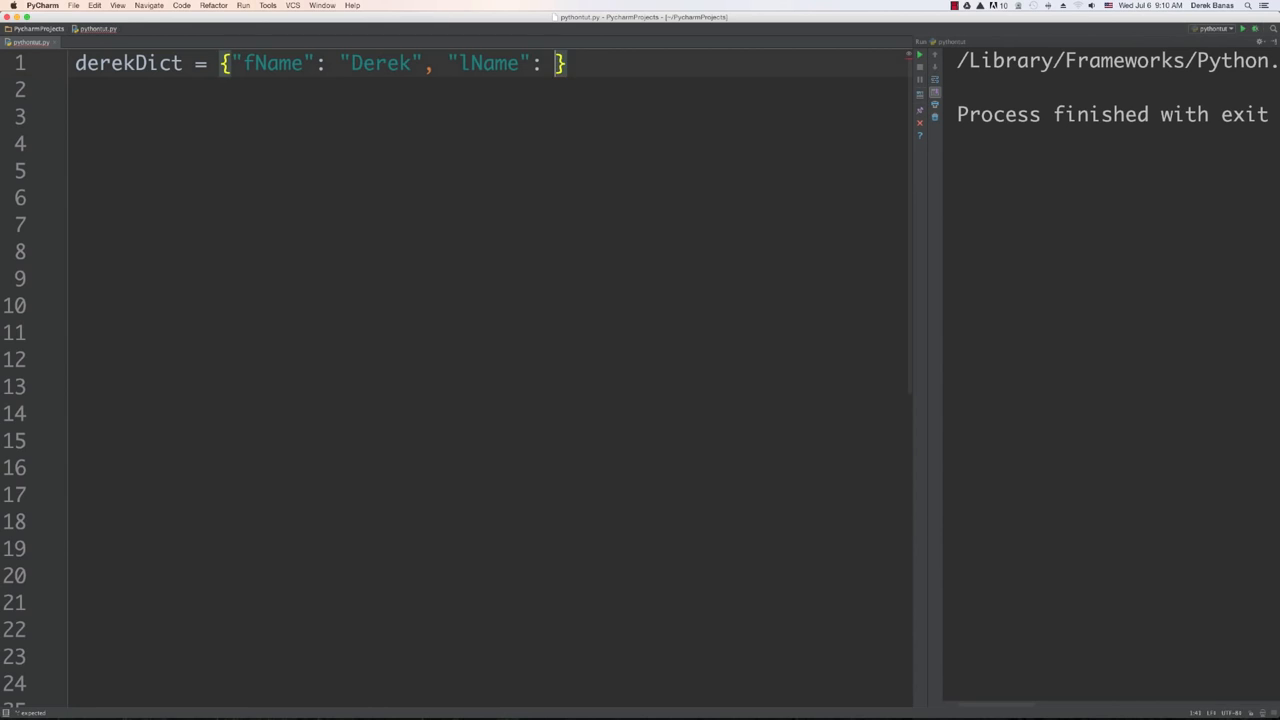 PyCharm File Edit View Navigate Code Refactor Run Tools VCS Window Help 10 Wed Jul 6 9:10 AM Derek Banas
pythontut.py - PycharmProjects - [~/PycharmProjects]
PycharmProjects pythontut.py pythontut
pythontut.py Run: pythontut
1 derekDict = {"fName": "Derek", "lName": }
/Library/Frameworks/Python.
2
3
Process finished with exit
4
5
6
7
8
9
10
11
12
13
14
15
16
17
18
19
20
21
22
23
24
expected 1:41 LF÷ UTF-8÷